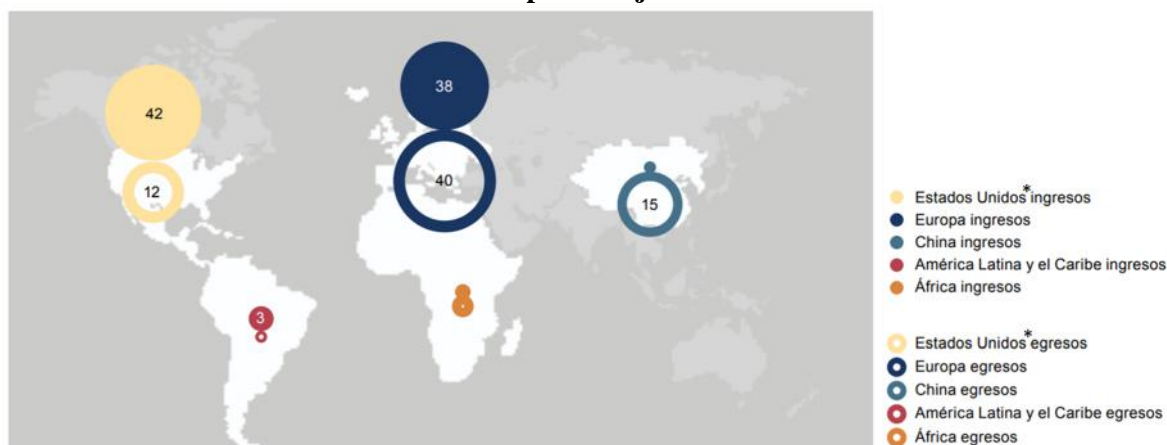 42
38
12
40
15
3
Estados Unidos* ingresos
Europa ingresos
China ingresos
América Latina y el Caribe ingresos
África ingresos
Estados Unidos* egresos
Europa egresos
China egresos
América Latina y el Caribe egresos
África egresos